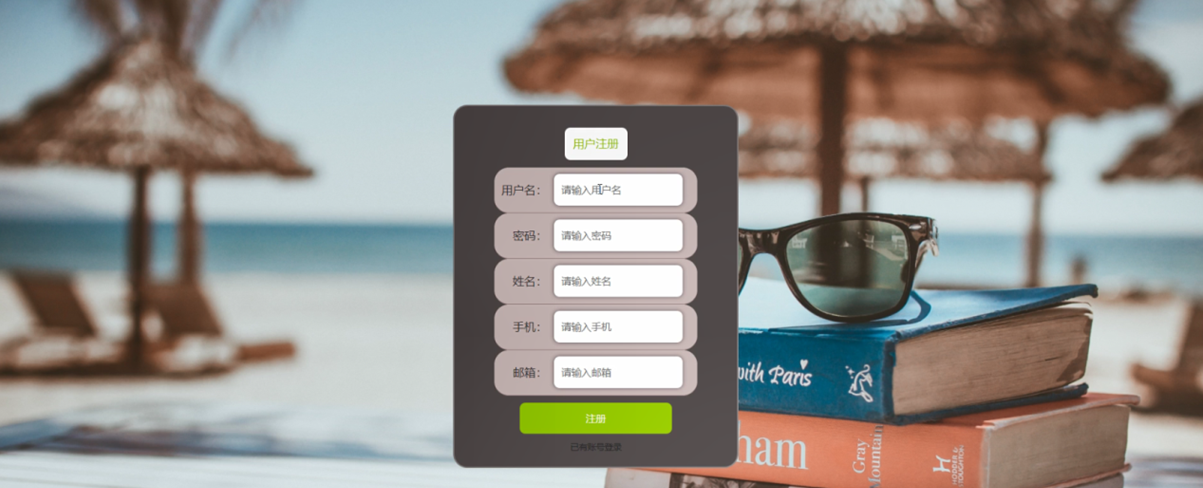 用户注册
用户名：
请输入用户名
密码：
请输入密码
姓名：
请输入姓名
手机：
请输入手机
邮箱：
请输入邮箱
注册
已有账号登录
with Paris
ham
Gray
Mountain
H
HODDER &
STOUGHTON